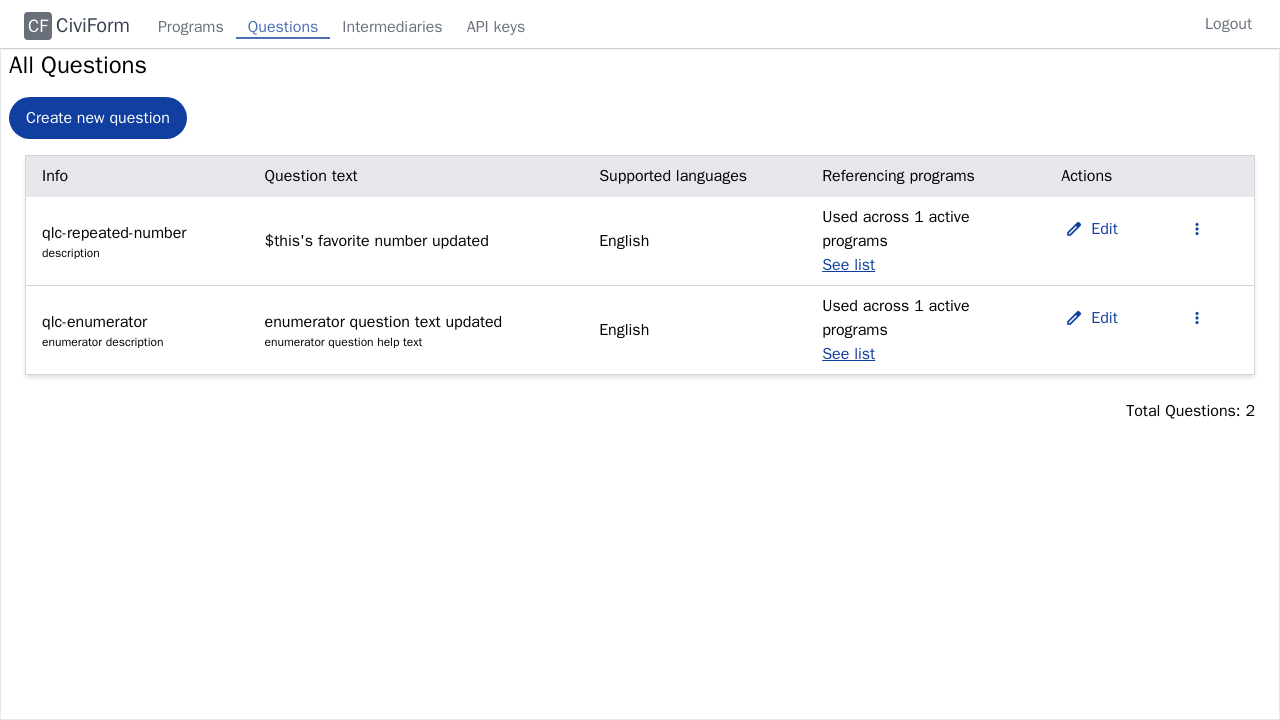 CF CiviForm Programs Questions Intermediaries API keys Logout
All Questions
Create new question
Info Question text Supported languages Referencing programs Actions
qlc-repeated-number
description
$this's favorite number updated
English
Used across 1 active
programs
See list
Edit
qlc-enumerator
enumerator description
enumerator question text updated
enumerator question help text
English
Used across 1 active
programs
See list
Edit
Total Questions: 2